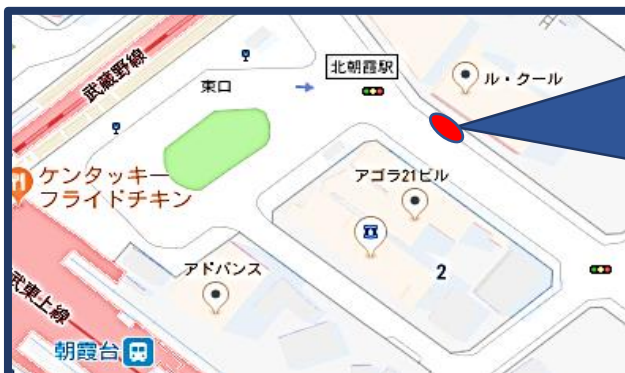 武蔵野線
東口
北朝霞駅
ル・クール
ケンタッキー
フライドチキン
アゴラ21ビル
アドバンス
2
武東上線
朝霞台